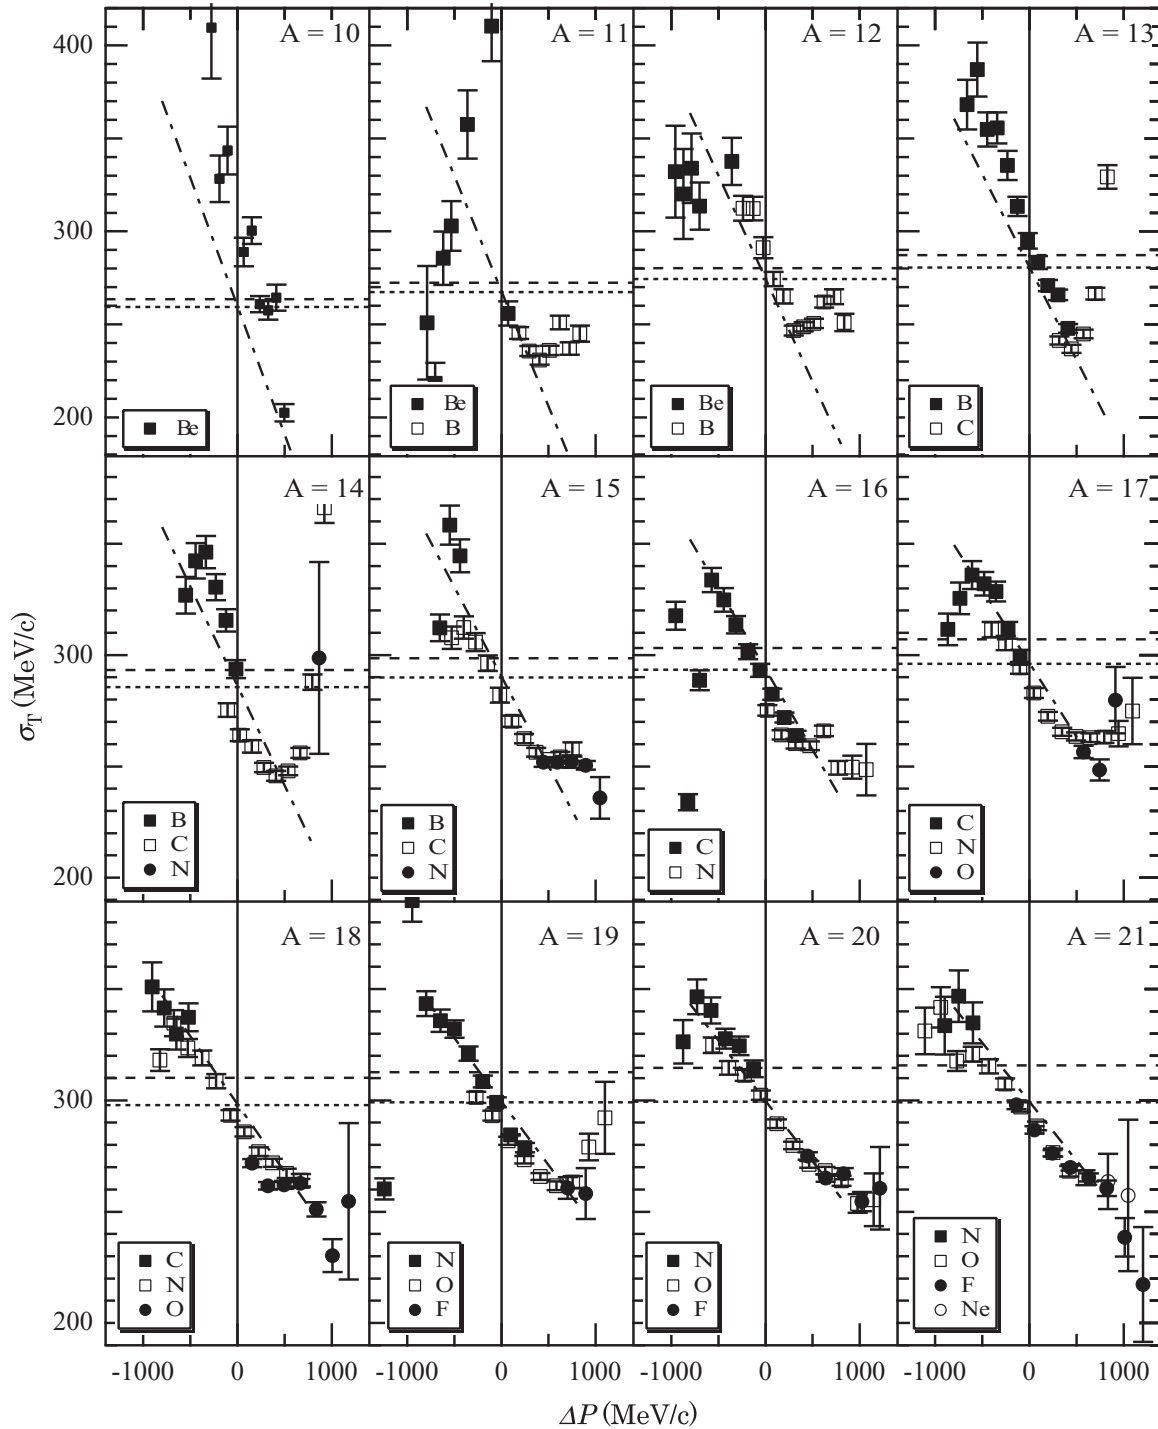 A = 10
A = 11
A = 12
A = 13
400
300
200
Be
Be
B
Be
B
B
C
A = 14
A = 15
A = 16
A = 17
300
200
B
C
N
B
C
N
C
N
C
N
O
A = 18
A = 19
A = 20
A = 21
300
200
C
N
O
N
O
F
N
O
F
N
O
F
Ne
-1000 0 1000
-1000 0 1000
-1000 0 1000
-1000 0 1000
σT (MeV/c)
ΔP (MeV/c)